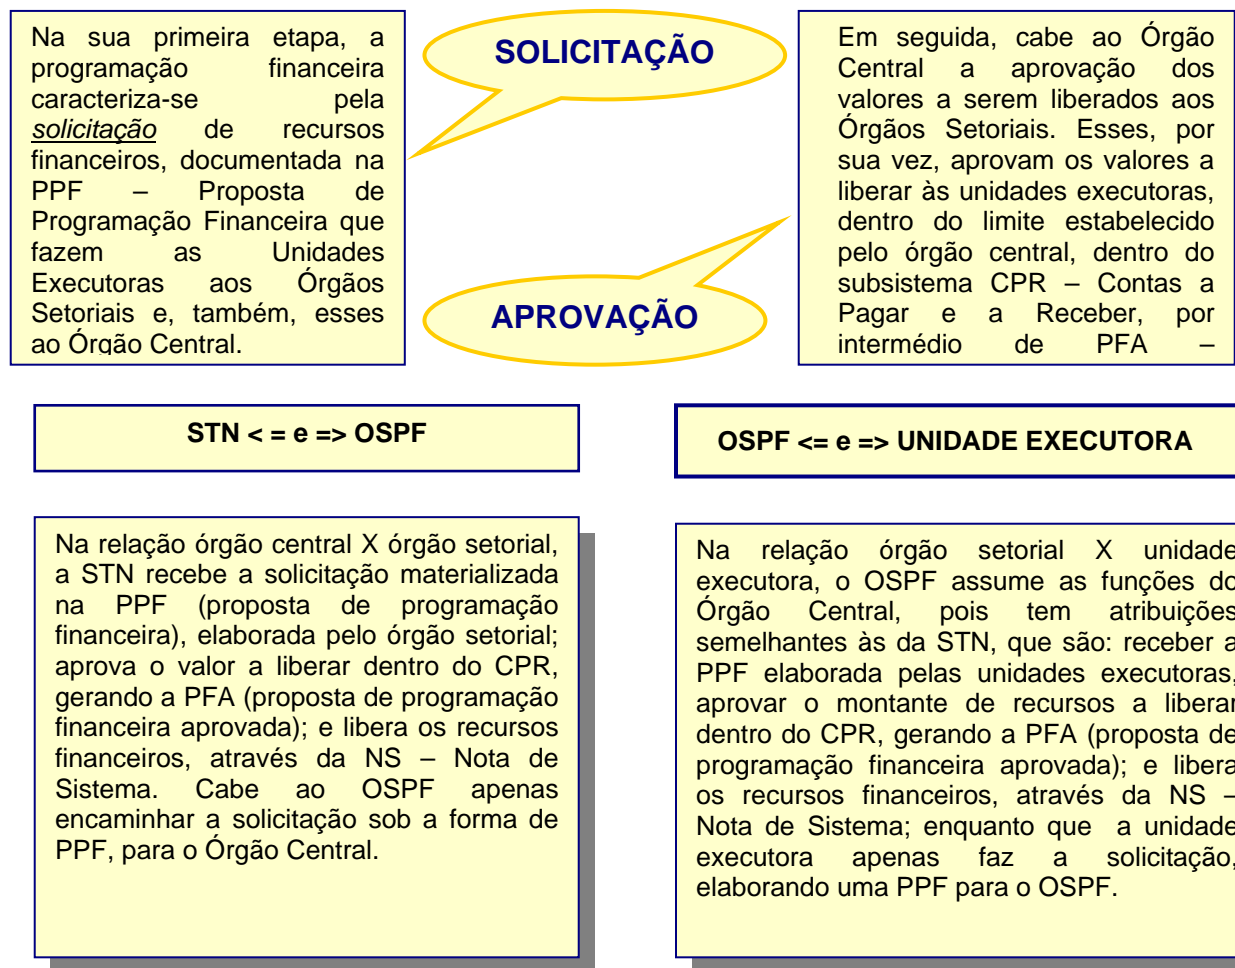 Na sua primeira etapa, a
programação financeira
caracteriza-se pela
solicitação de recursos
financeiros, documentada na
PPF – Proposta de
Programação Financeira que
fazem as Unidades
Executoras aos Órgãos
Setoriais e, também, esses
ao Órgão Central.
SOLICITAÇÃO
APROVAÇÃO
Em seguida, cabe ao Órgão
Central a aprovação dos
valores a serem liberados aos
Órgãos Setoriais. Esses, por
sua vez, aprovam os valores a
liberar às unidades executoras,
dentro do limite estabelecido
pelo órgão central, dentro do
subsistema CPR – Contas a
Pagar e a Receber, por
intermédio de PFA –
STN < = e => OSPF
Na relação órgão central X órgão setorial,
a STN recebe a solicitação materializada
na PPF (proposta de programação
financeira), elaborada pelo órgão setorial;
aprova o valor a liberar dentro do CPR,
gerando a PFA (proposta de programação
financeira aprovada); e libera os recursos
financeiros, através da NS – Nota de
Sistema. Cabe ao OSPF apenas
encaminhar a solicitação sob a forma de
PPF, para o Órgão Central.
OSPF <= e => UNIDADE EXECUTORA
Na relação órgão setorial X unidade
executora, o OSPF assume as funções do
Órgão Central, pois tem atribuições
semelhantes às da STN, que são: receber a
PPF elaborada pelas unidades executoras,
aprovar o montante de recursos a liberar
dentro do CPR, gerando a PFA (proposta de
programação financeira aprovada); e libera
os recursos financeiros, através da NS –
Nota de Sistema; enquanto que a unidade
executora apenas faz a solicitação,
elaborando uma PPF para o OSPF.